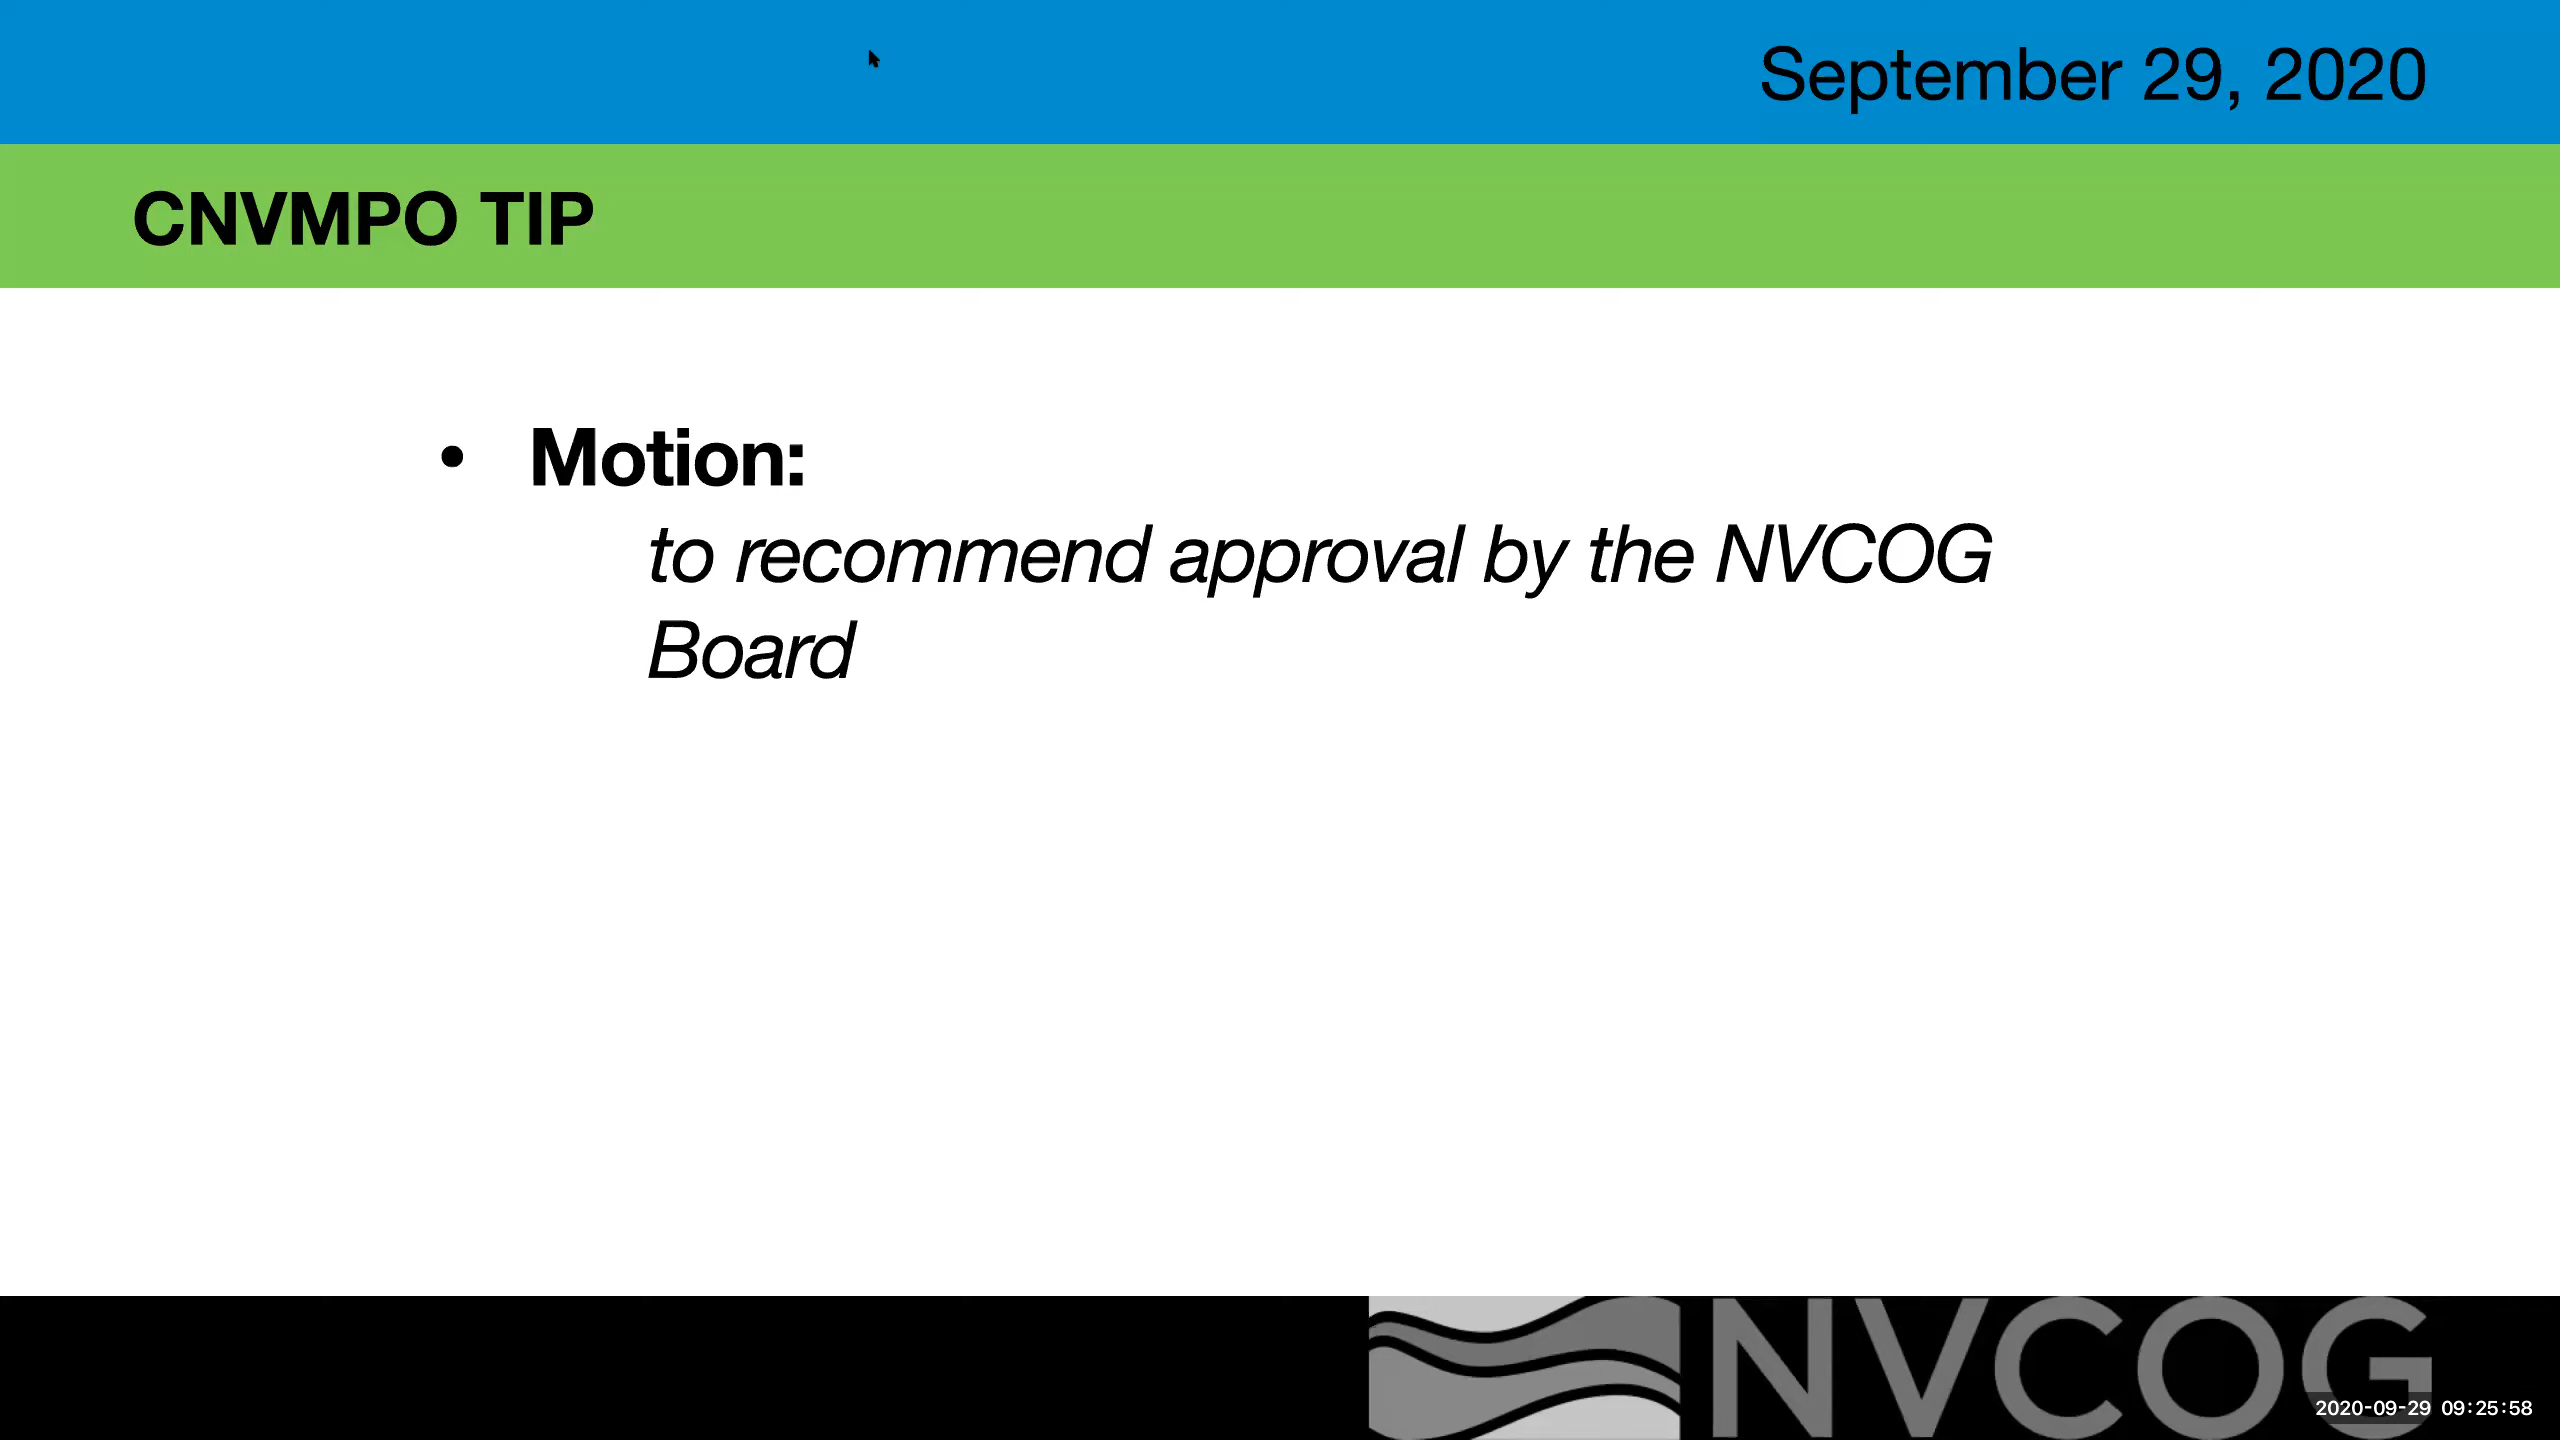 September 29, 2020
CNVMPO TIP
• Motion:
to recommend approval by the NVCOG
Board
NVCOG
2020-09-29 09:25:58